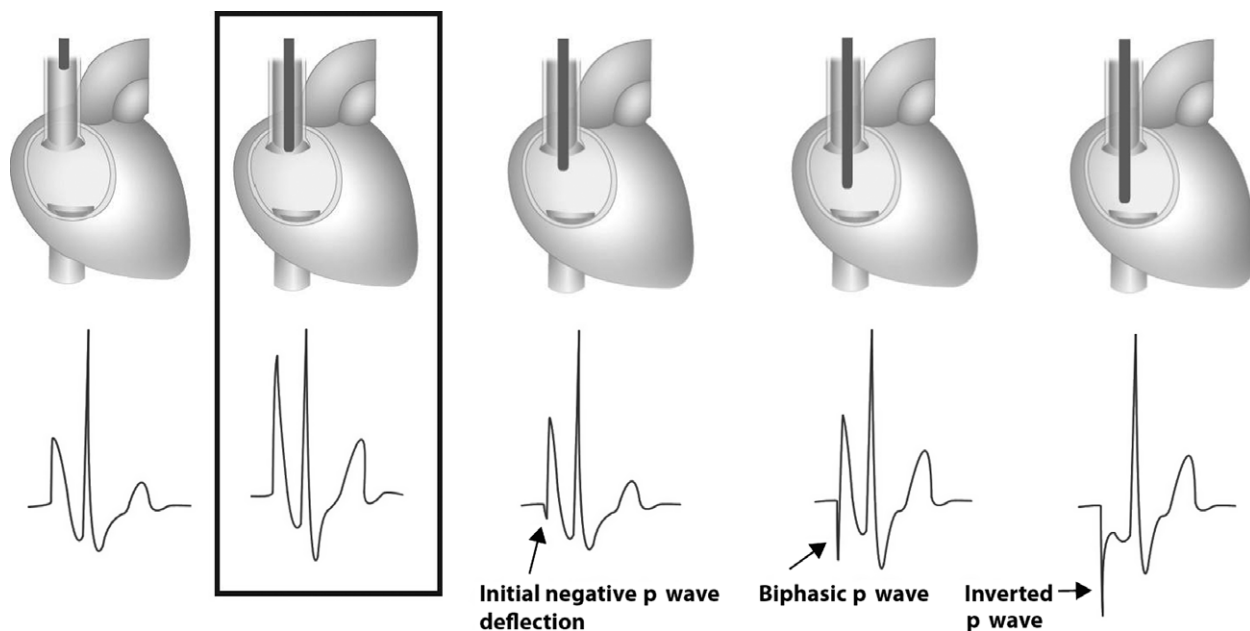 Initial negative p wave
deflection
Biphasic p wave
Inverted
p wave